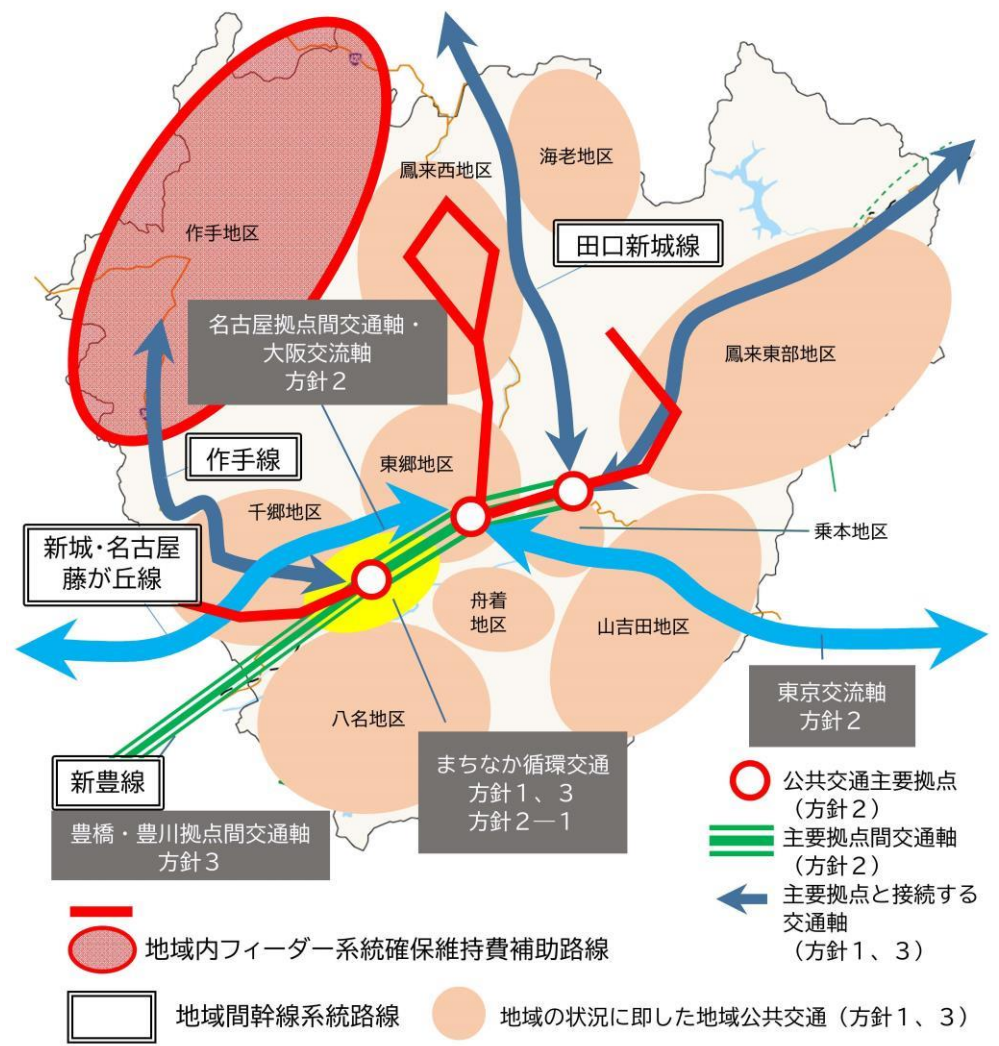 海老地区
鳳来西地区
作手地区
田口新城線
名古屋拠点間交通軸・
大阪交流軸
方針２
鳳来東部地区
作手線
東郷地区
千郷地区
新城・名古屋
藤が丘線
乗本地区
舟着
地区
山吉田地区
八名地区
東京交流軸
方針２
まちなか循環交通
方針１、３
方針２―１
新豊線
豊橋・豊川拠点間交通軸
方針３
公共交通主要拠点
（方針２）
主要拠点間交通軸
（方針２）
主要拠点と接続する
交通軸
（方針１、３）
地域内フィーダー系統確保維持費補助路線
地域間幹線系統路線
地域の状況に即した地域公共交通（方針１、３）